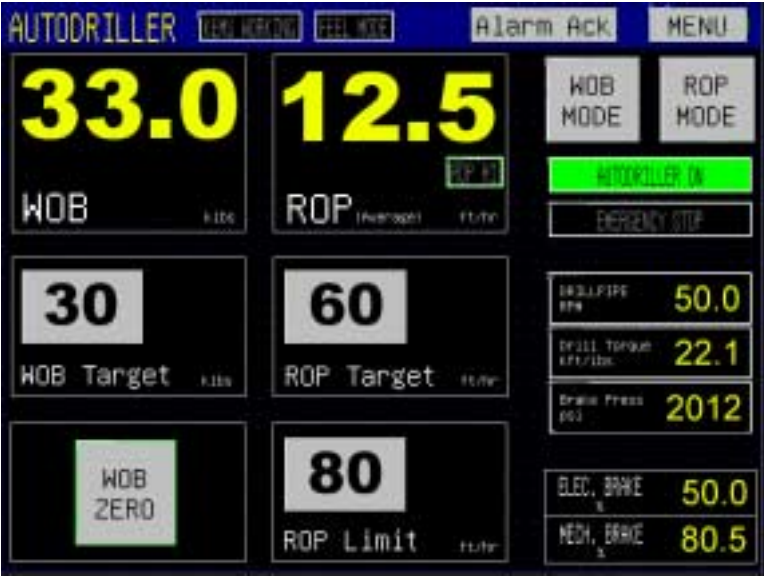 AUTODRILLER
Alarm Ack
MENU
33.0
WOB
klbs
12.5
ROP (Average)
ft/hr
WOB
MODE
ROP
MODE
AUTODRILLER ON
EMERGENCY STOP
30
WOB Target klbs
60
ROP Target ft/hr
DRILLPIPE
RPM
50.0
Drill Torque
kft/lbs
22.1
Brake Press
psi
2012
WOB
ZERO
80
ROP Limit ft/hr
ELEC. BRAKE
%
50.0
MECH. BRAKE
%
80.5